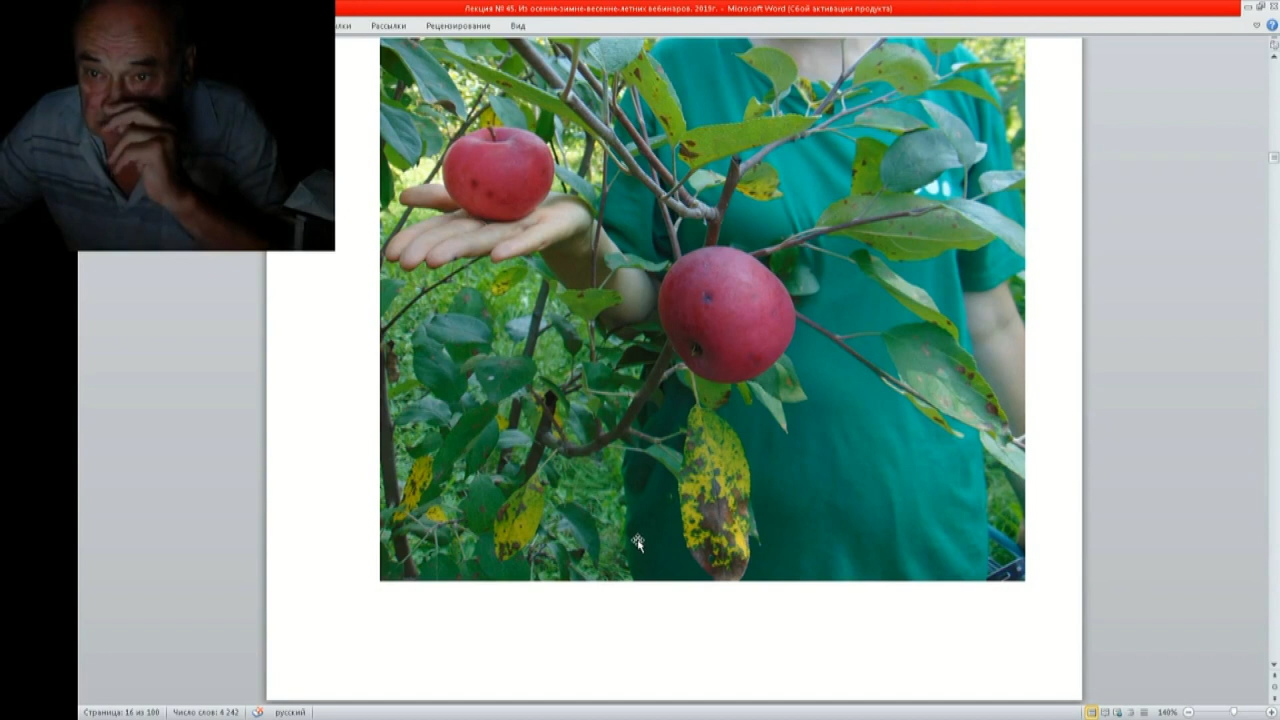 Лекция № 45. Из осенне-зимне-весенне-летних вебинаров. 2019г. - Microsoft Word (Сбой активации продукта)
Рассылки Рецензирование Вид
Страница: 16 из 100 Число слов: 4 242 русский 140%